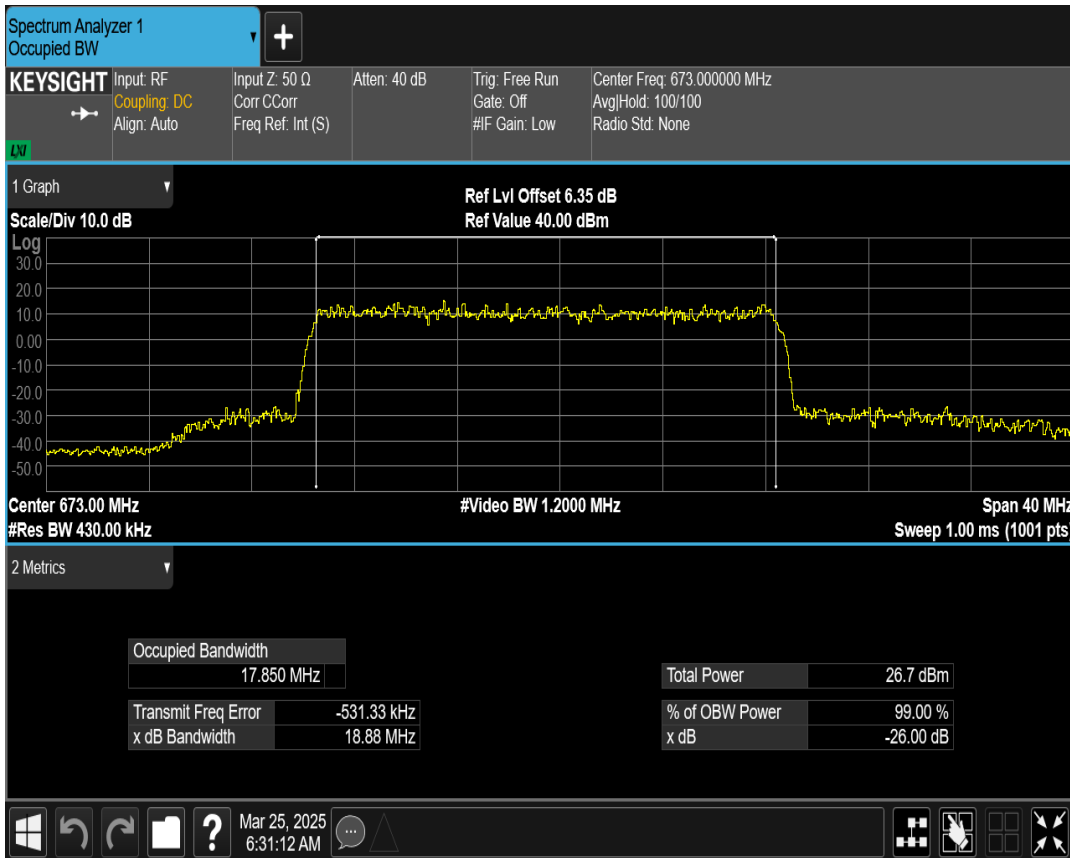 Spectrum Analyzer 1
Occupied BW
+
KEYSIGHT
LXI
Input: RF
Coupling: DC
Align: Auto
Input Z: 50 Ω
Corr CCorr
Freq Ref: Int (S)
Atten: 40 dB
Trig: Free Run
Gate: Off
#IF Gain: Low
Center Freq: 673.000000 MHz
Avg|Hold: 100/100
Radio Std: None
1 Graph
Scale/Div 10.0 dB
Ref Lvl Offset 6.35 dB
Ref Value 40.00 dBm
Log
30.0
20.0
10.0
0.00
-10.0
-20.0
-30.0
-40.0
-50.0
Center 673.00 MHz
#Video BW 1.2000 MHz
Span 40 MHz
#Res BW 430.00 kHz
Sweep 1.00 ms (1001 pts)
2 Metrics
Occupied Bandwidth
17.850 MHz
Total Power 26.7 dBm
Transmit Freq Error -531.33 kHz
% of OBW Power 99.00 %
x dB Bandwidth 18.88 MHz
x dB -26.00 dB
?
Mar 25, 2025
6:31:12 AM